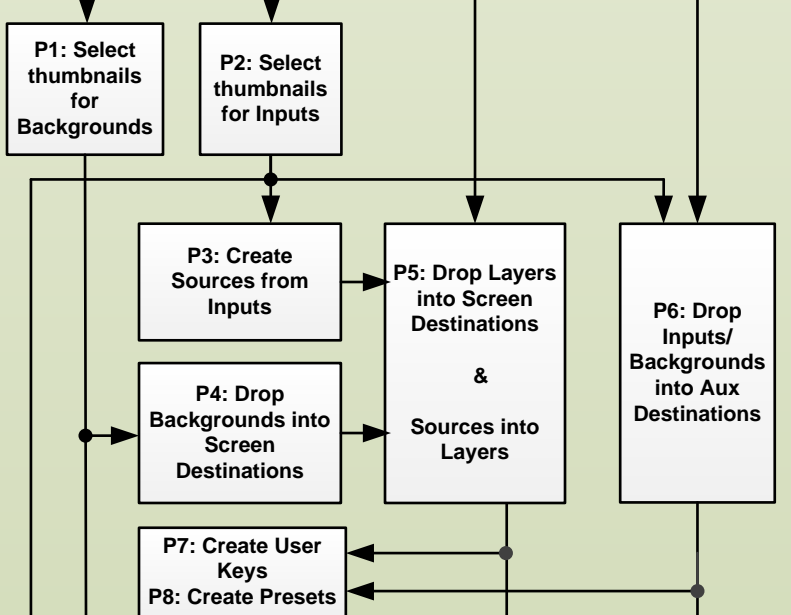 P1: Select
thumbnails
for
Backgrounds
P2: Select
thumbnails
for Inputs
P3: Create
Sources from
Inputs
P4: Drop
Backgrounds into
Screen
Destinations
P5: Drop Layers
into Screen
Destinations
&
Sources into
Layers
P6: Drop
Inputs/
Backgrounds
into Aux
Destinations
P7: Create User
Keys
P8: Create Presets